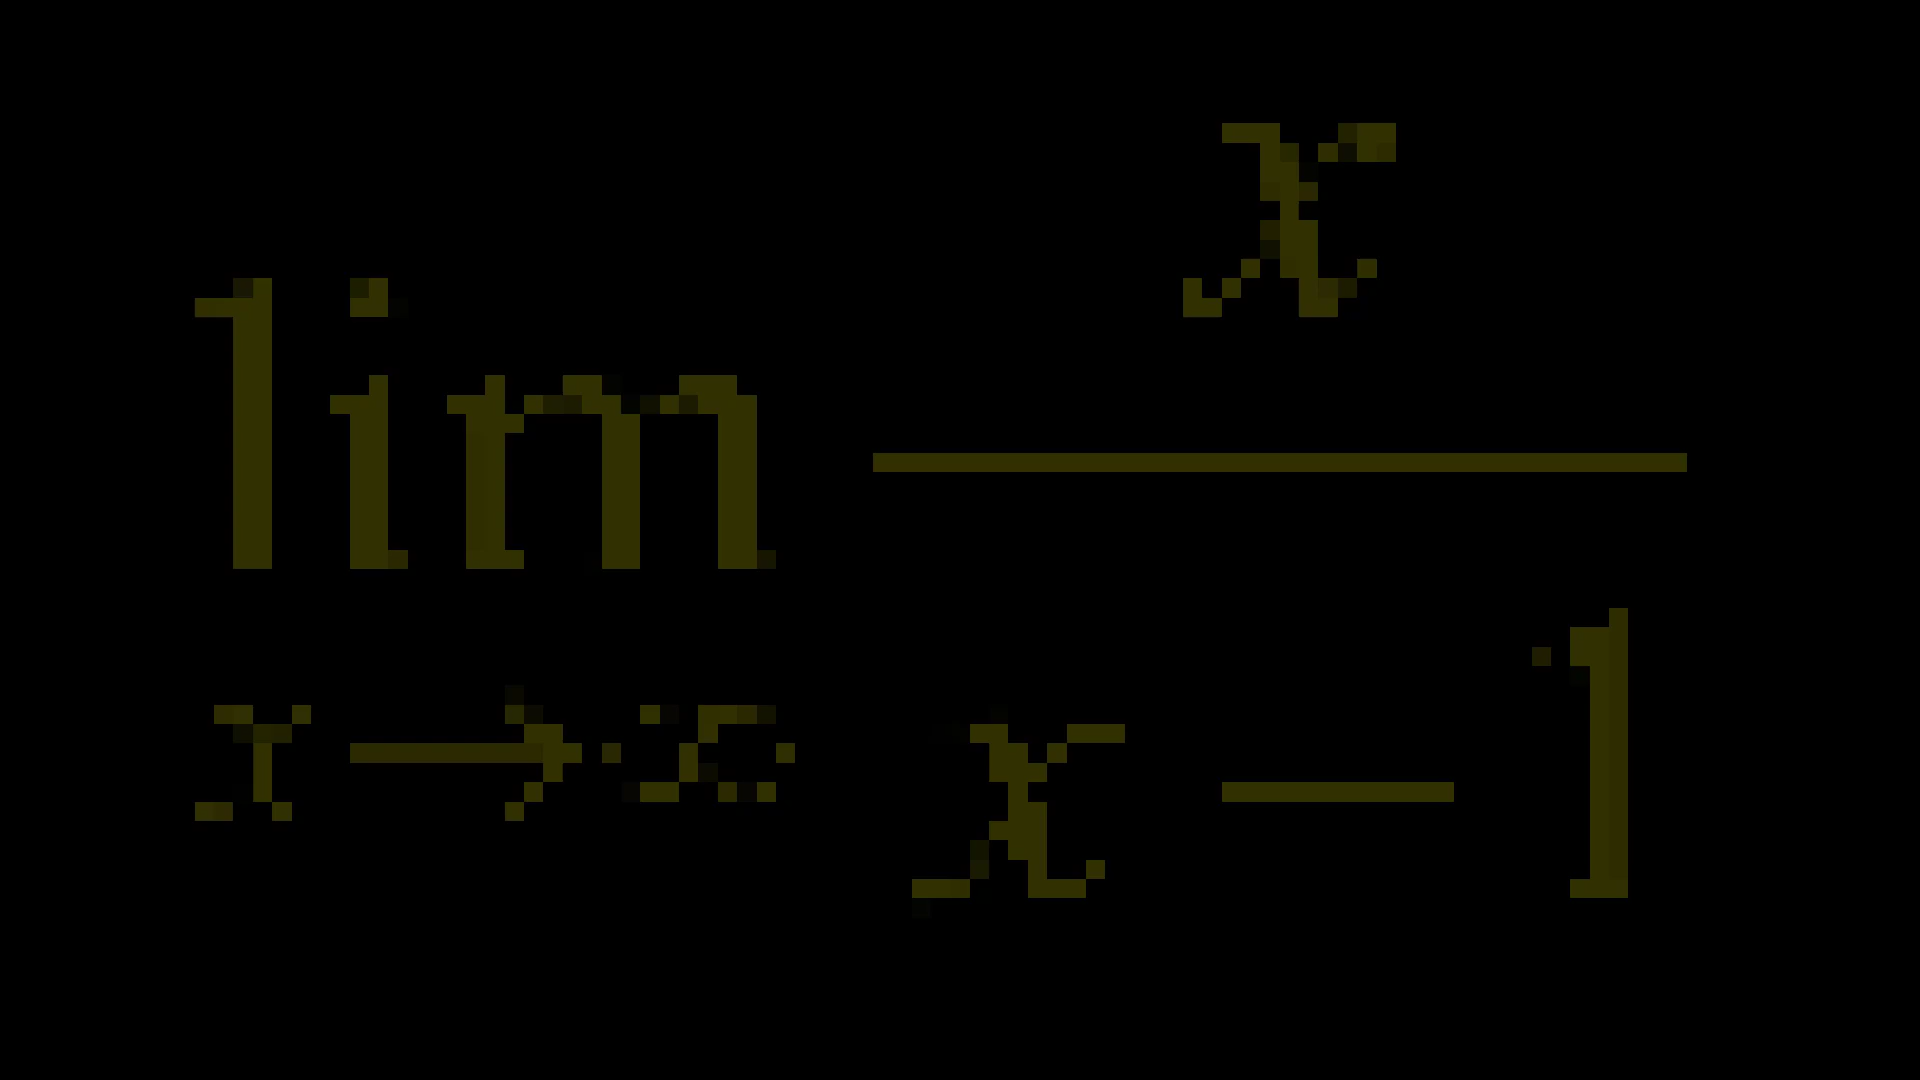 lim x→∞ x / x − 1